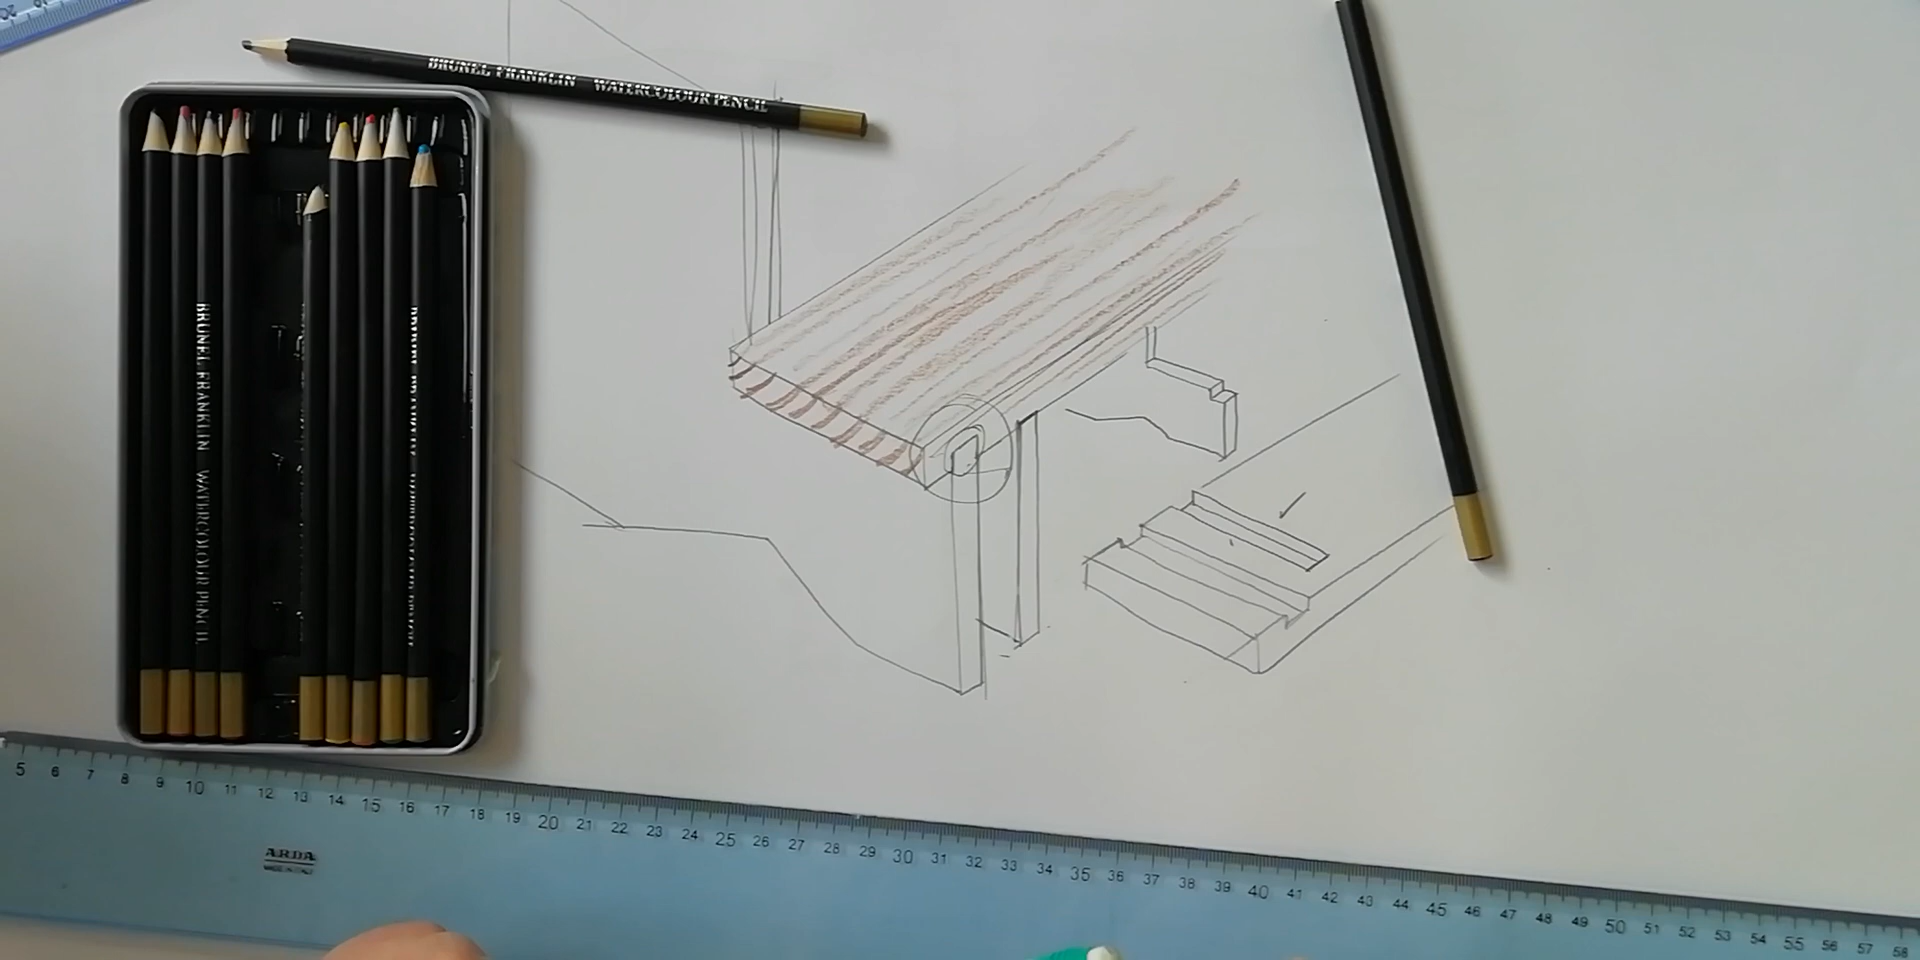 BRUNEL FRANKLIN WATERCOLOUR PENCIL
BRUNEL FRANKLIN WATERCOLOUR PENCIL
5 6 7 8 9 10 11 12 13 14 15 16 17 18 19 20 21 22 23 24 25 26 27 28 29 30 31 32 33 34 35 36 37 38 39 40 41 42 43 44 45 46 47 48 49 50 51 52 53 54 55 56 57 58
ARDA